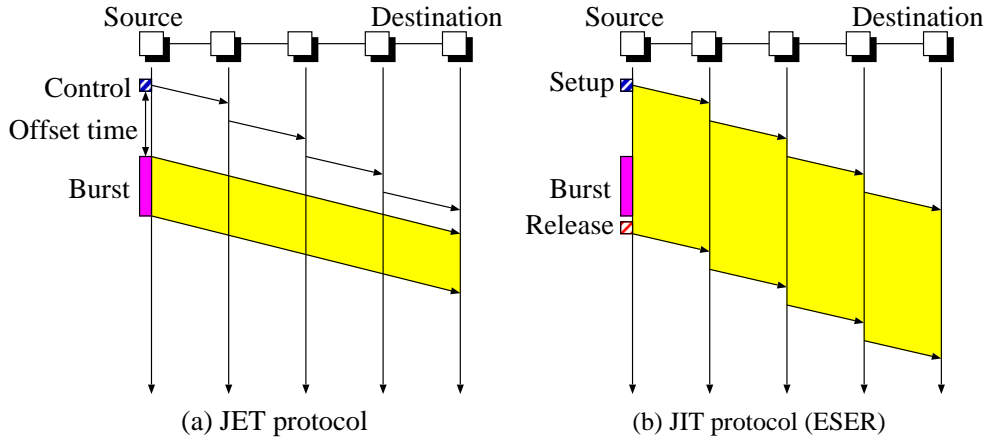 Source
Destination
Control
Offset time
Burst
(a) JET protocol
Source
Destination
Setup
Burst
Release
(b) JIT protocol (ESER)